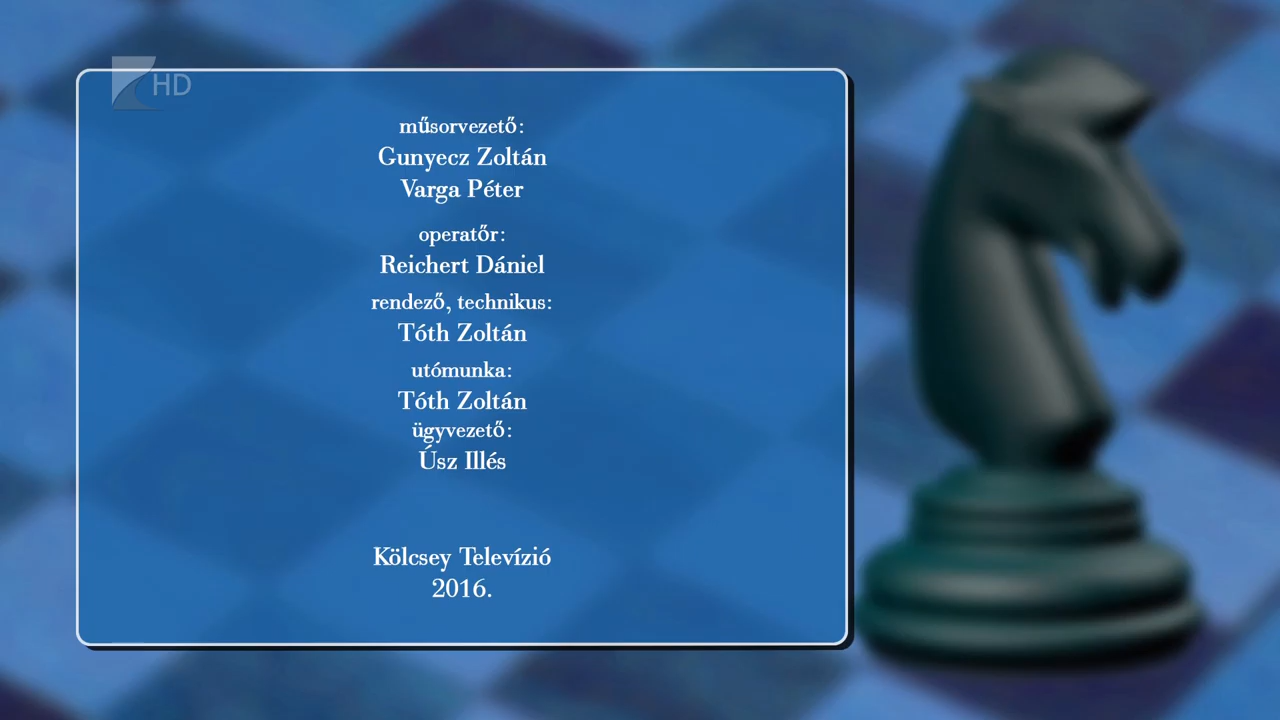 HD
műsorvezető:
Gunyecz Zoltán
Varga Péter
operatőr:
Reichert Dániel
rendező, technikus:
Tóth Zoltán
utómunka:
Tóth Zoltán
ügyvezető:
Úsz Illés
Kölcsey Televízió
2016.